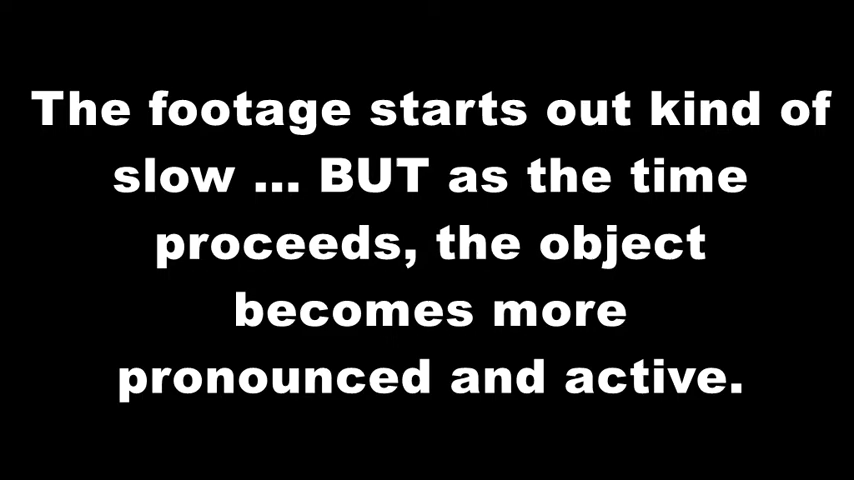 The footage starts out kind of
slow ... BUT as the time
proceeds, the object
becomes more
pronounced and active.